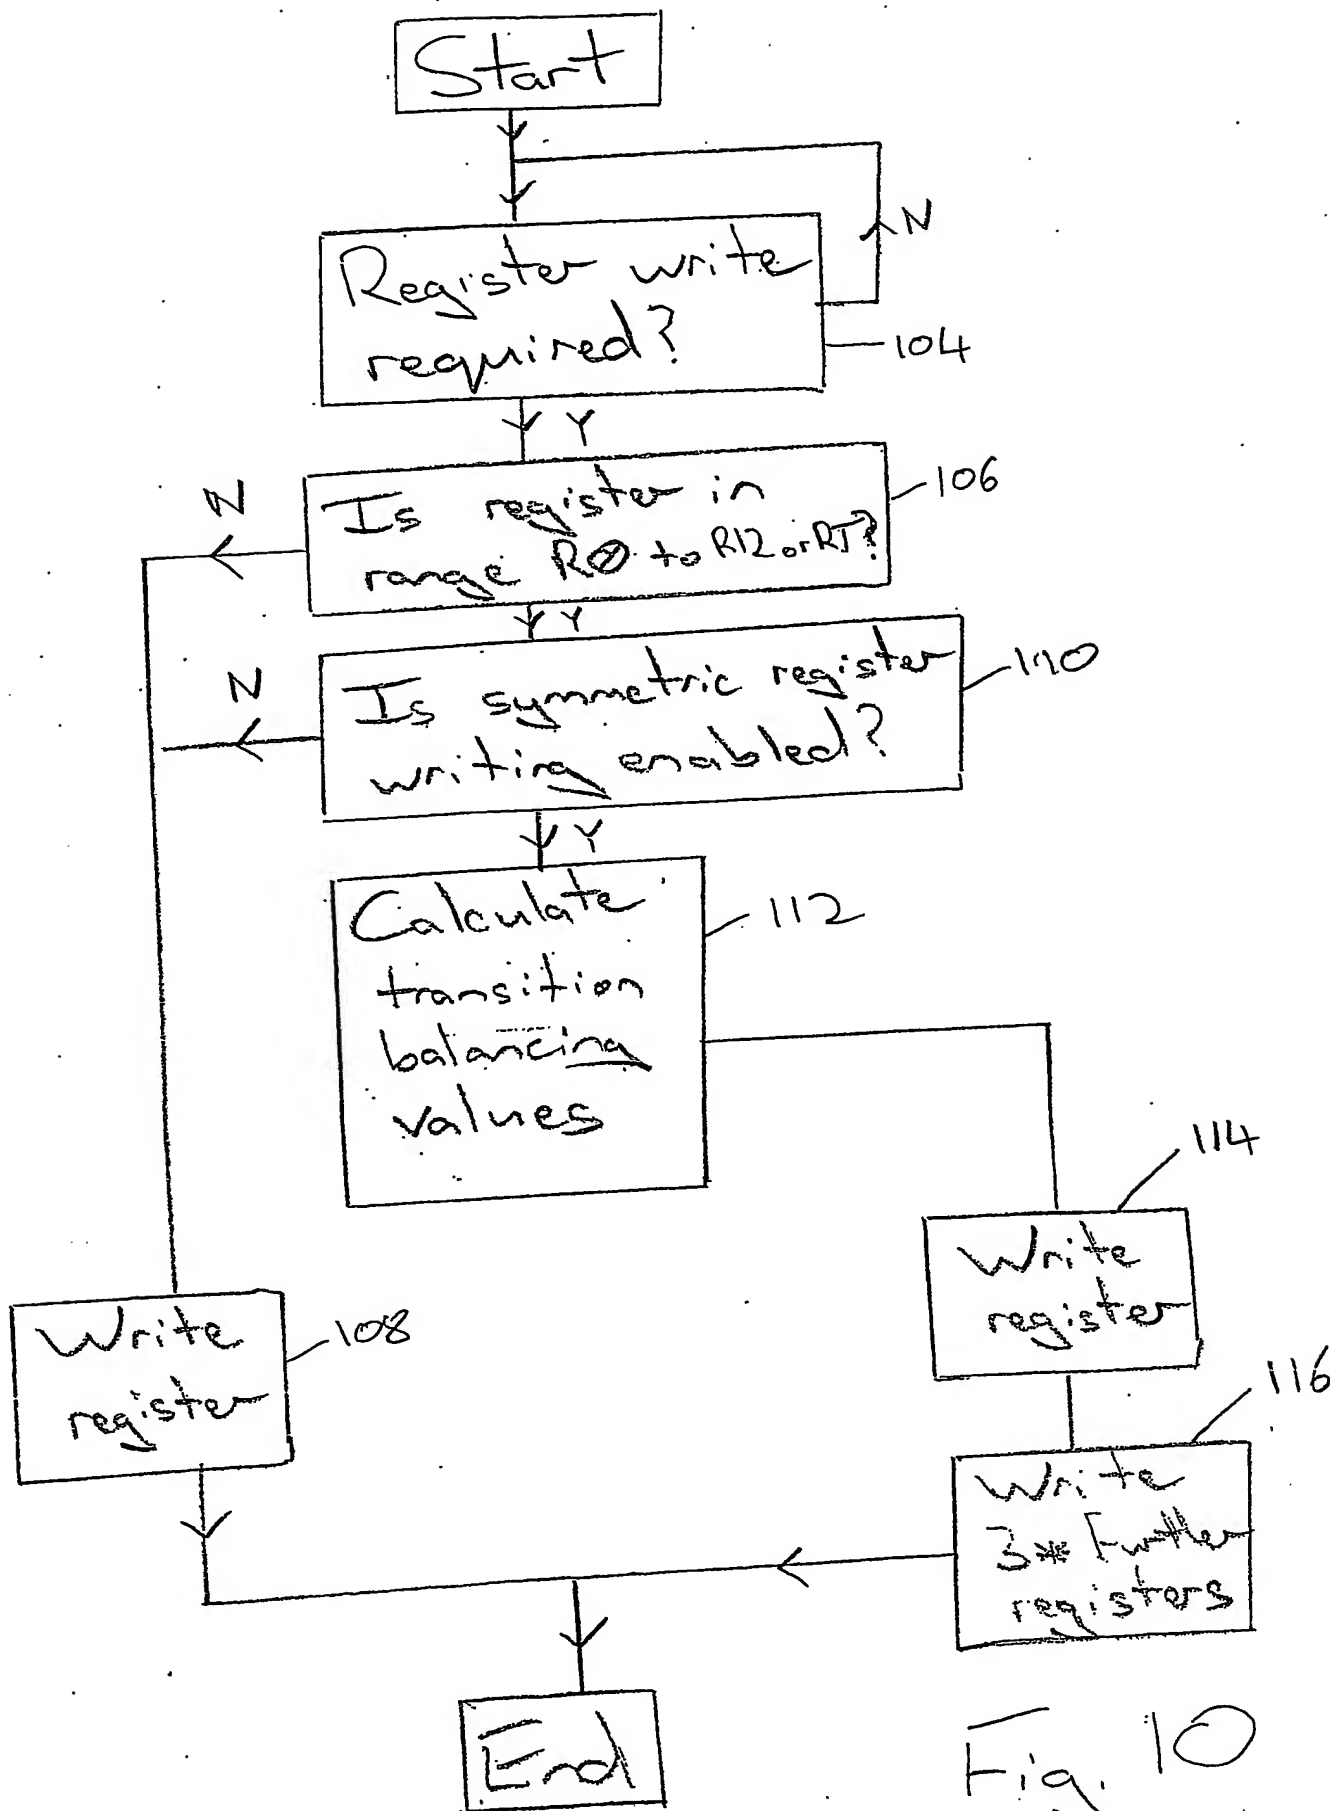 Start
N
Register write
required?
104
Y
N
Is register in
range RØ to R12 or RT?
106
Y
N
Is symmetric register
writing enabled?
110
Y
Calculate
transition
balancing
values
112
114
Write
register
Write
register
108
116
Write
3* Further
registers
End
Fig. 10